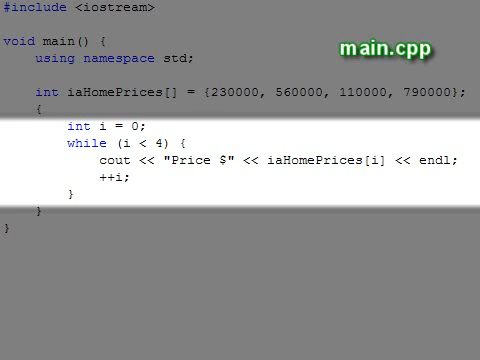 #include <iostream>
void main() {
main.cpp
using namespace std;
int iaHomePrices[] = {230000, 560000, 110000, 790000};
{
int i = 0;
while (i < 4) {
cout << "Price $" << iaHomePrices[i] << endl;
++i;
}
}
}